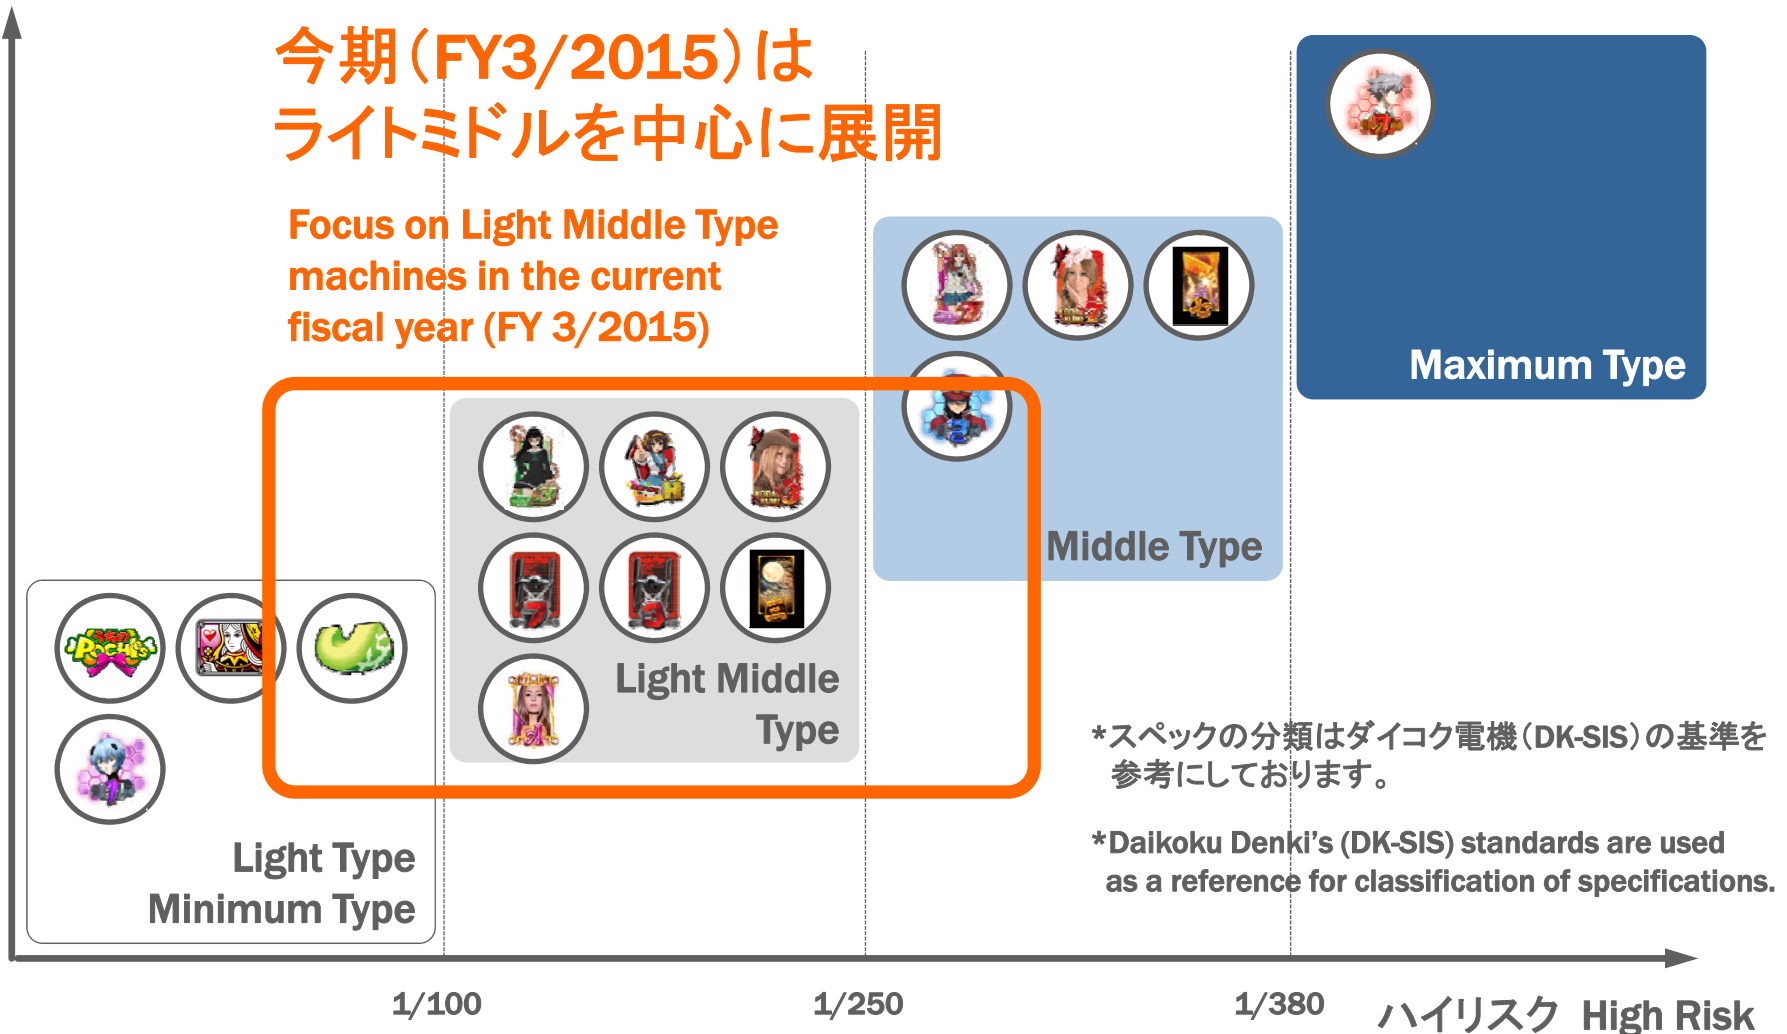 今期（FY3/2015）は
ライトミドルを中心に展開
Focus on Light Middle Type
machines in the current
fiscal year (FY 3/2015)
Maximum Type
Middle Type
Light Middle
Type
Light Type
Minimum Type
*スペックの分類はダイコク電機（DK-SIS）の基準を
参考にしております。
*Daikoku Denki's (DK-SIS) standards are used
as a reference for classification of specifications.
1/100
1/250
1/380
ハイリスク High Risk